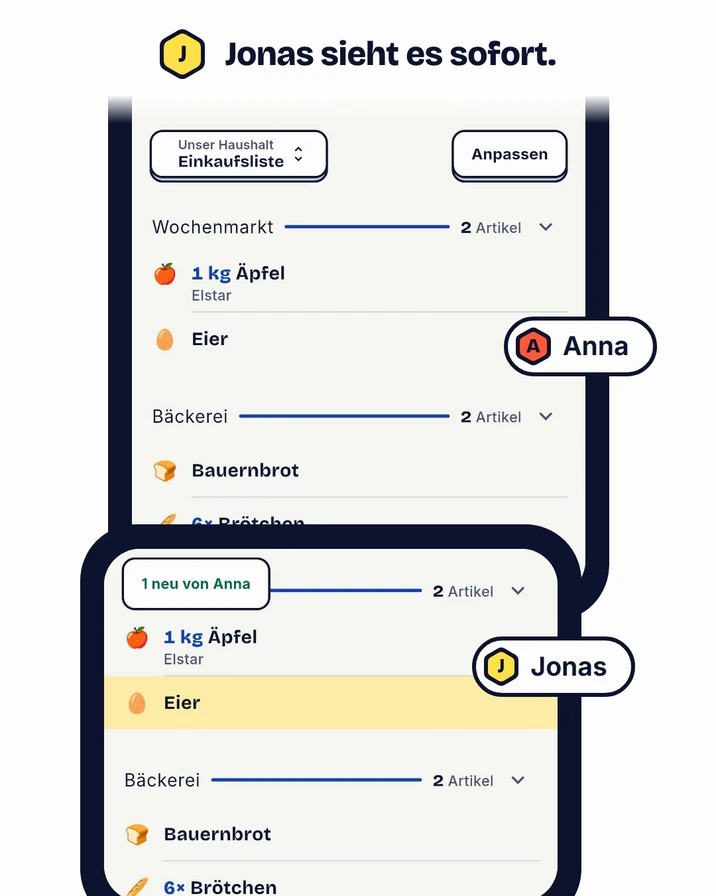 J Jonas sieht es sofort.
Unser Haushalt
Einkaufsliste
Anpassen
Wochenmarkt 2 Artikel
1 kg Äpfel
Elstar
Eier
A Anna
Bäckerei 2 Artikel
Bauernbrot
6× Brötchen
1 neu von Anna 2 Artikel
1 kg Äpfel
Elstar
J Jonas
Eier
Bäckerei 2 Artikel
Bauernbrot
6× Brötchen